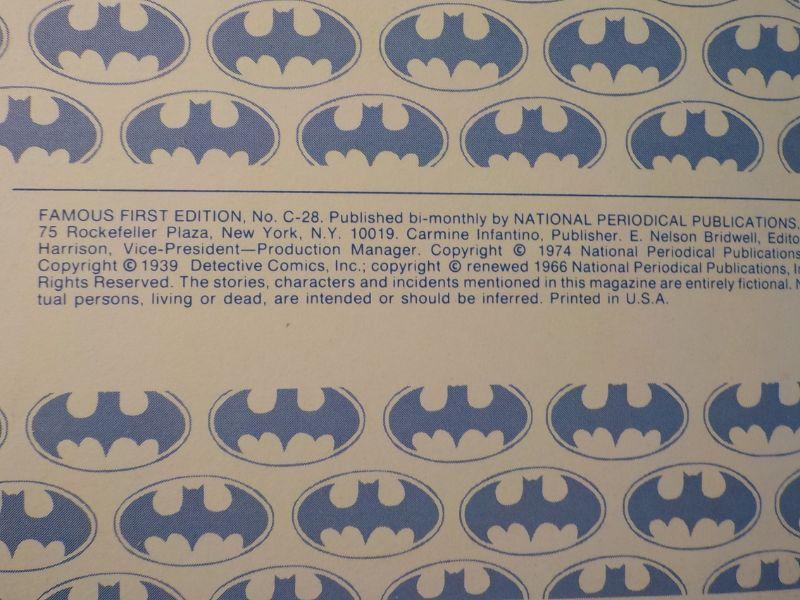 FAMOUS FIRST EDITION, No. C-28. Published bi-monthly by NATIONAL PERIODICAL PUBLICATIONS,
75 Rockefeller Plaza, New York, N.Y. 10019. Carmine Infantino, Publisher. E. Nelson Bridwell, Edito
Harrison, Vice-President—Production Manager. Copyright © 1974 National Periodical Publications
Copyright © 1939 Detective Comics, Inc.; copyright © renewed 1966 National Periodical Publications, In
Rights Reserved. The stories, characters and incidents mentioned in this magazine are entirely fictional. N
tual persons, living or dead, are intended or should be inferred. Printed in U.S.A.